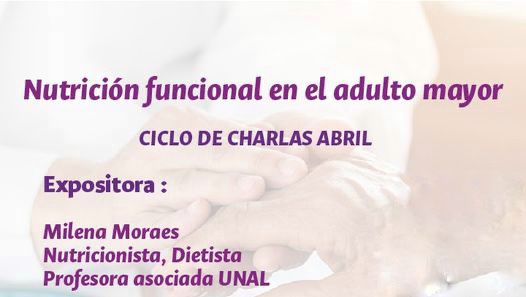 Nutrición funcional en el adulto mayor
CICLO DE CHARLAS ABRIL
Expositora :
Milena Moraes
Nutricionista, Dietista
Profesora asociada UNAL